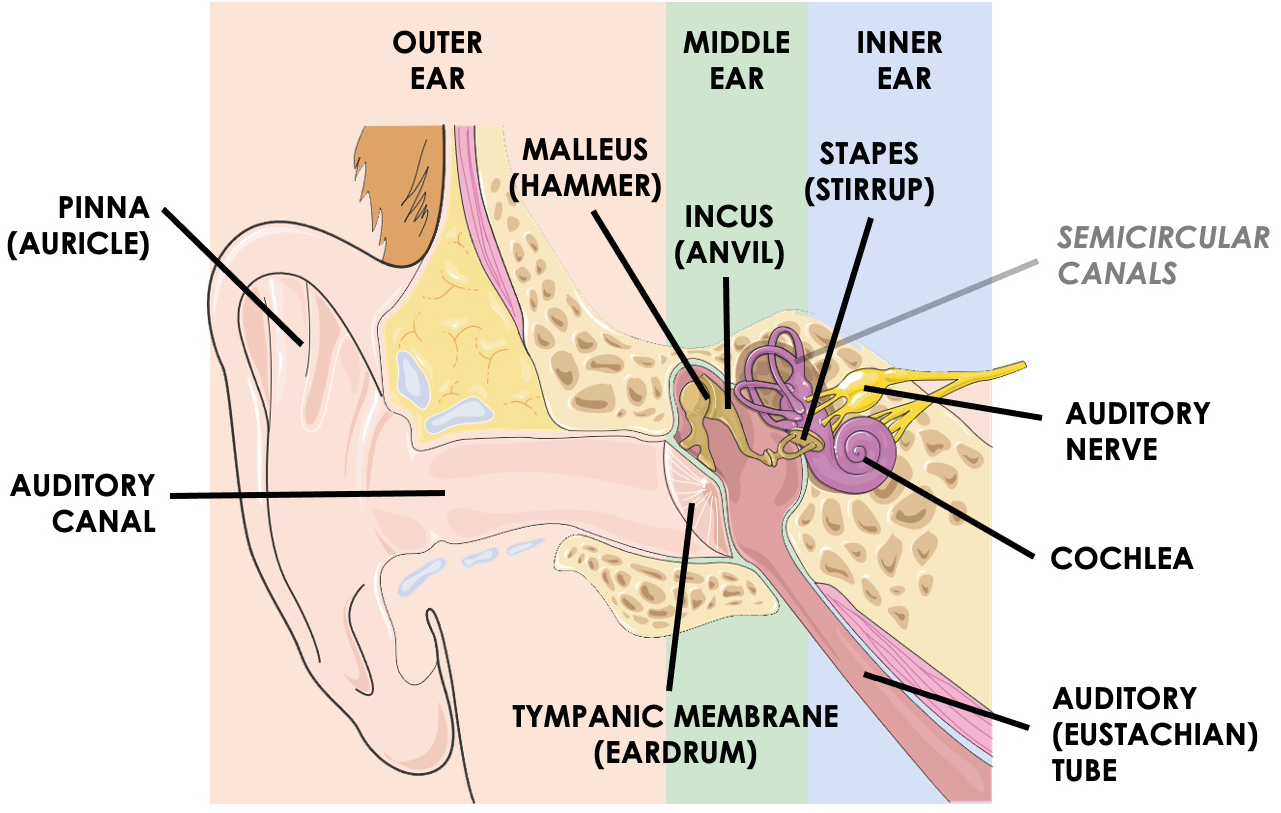 OUTER
EAR
MIDDLE
EAR
INNER
EAR
MALLEUS
(HAMMER)
STAPES
(STIRRUP)
PINNA
(AURICLE)
INCUS
(ANVIL)
SEMICIRCULAR
CANALS
AUDITORY
NERVE
AUDITORY
CANAL
COCHLEA
TYMPANIC MEMBRANE
(EARDRUM)
AUDITORY
(EUSTACHIAN)
TUBE